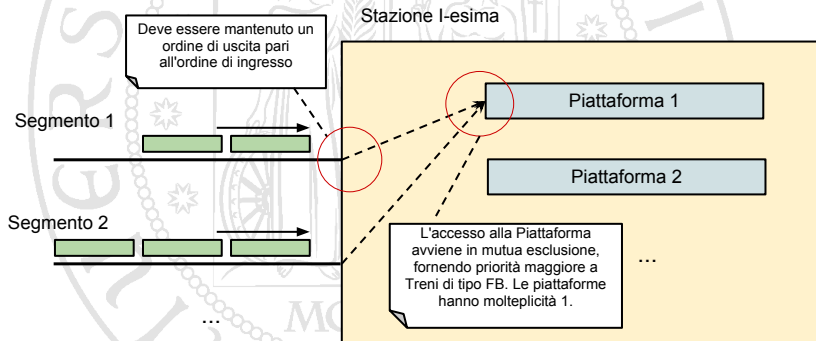 Stazione I-esima
Deve essere mantenuto un
ordine di uscita pari
all'ordine di ingresso
Segmento 1
Piattaforma 1
Piattaforma 2
Segmento 2
L'accesso alla Piattaforma
avviene in mutua esclusione,
fornendo priorità maggiore a
Treni di tipo FB. Le piattaforme
hanno molteplicità 1.
...
...